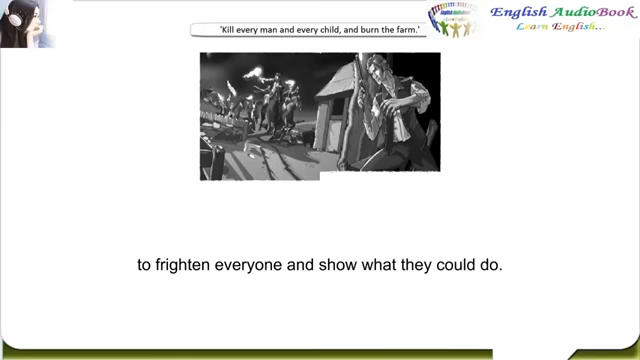 'Kill every man and every child, and burn the farm.'
English AudioBook
Learn English...
to frighten everyone and show what they could do.